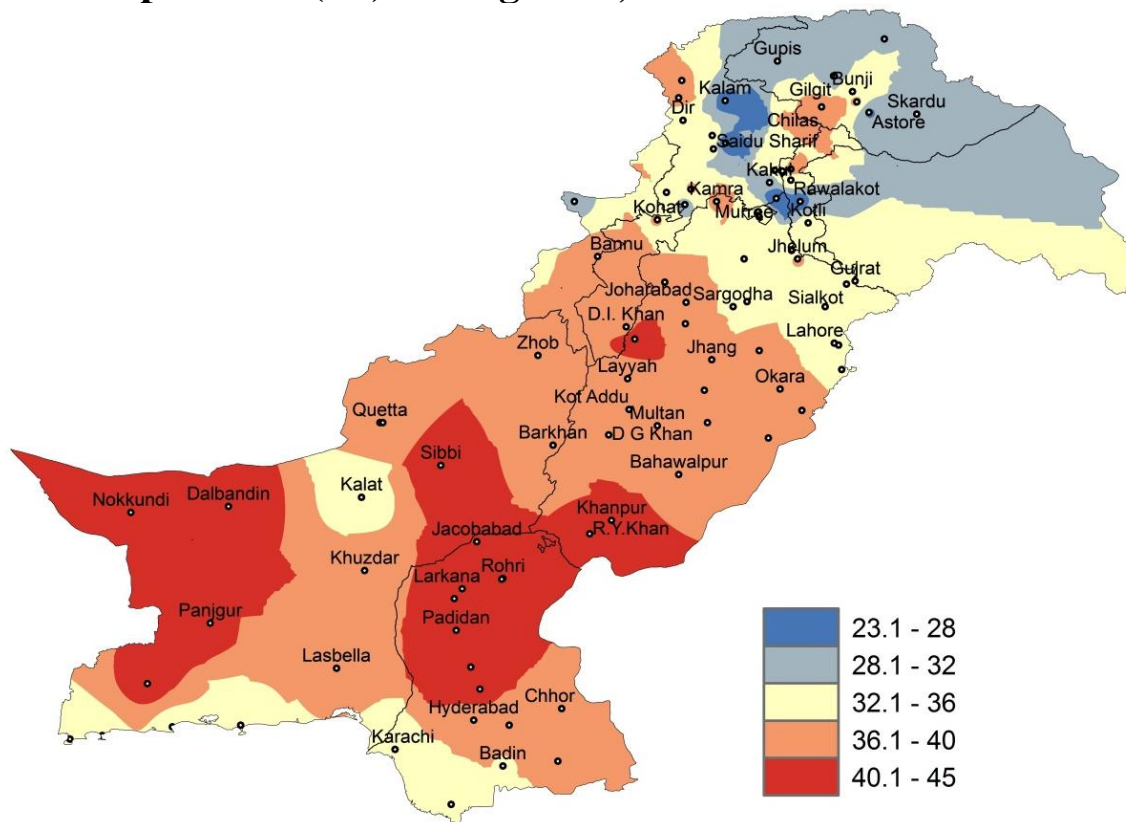 Gupis
Bunji
Kalam
Gilgit
Skardu
Dir
Astore
Chilas
Saidu Sharif
Kakul
Kamra
Rawalakot
Kohat
Murree
Kotli
Bannu
Jhelum
Gujrat
Joharabad
Sargodha
Sialkot
D.I. Khan
Lahore
Zhob
Jhang
Layyah
Okara
Kot Addu
Quetta
Multan
Barkhan
D G Khan
Sibbi
Bahawalpur
Kalat
Nokkundi
Dalbandin
Khanpur
Jacobabad
R.Y.Khan
Khuzdar
Larkana
Rohri
Panjgur
Padidan
23.1 - 28
28.1 - 32
Lasbella
32.1 - 36
Chhor
Hyderabad
36.1 - 40
Karachi
Badin
40.1 - 45